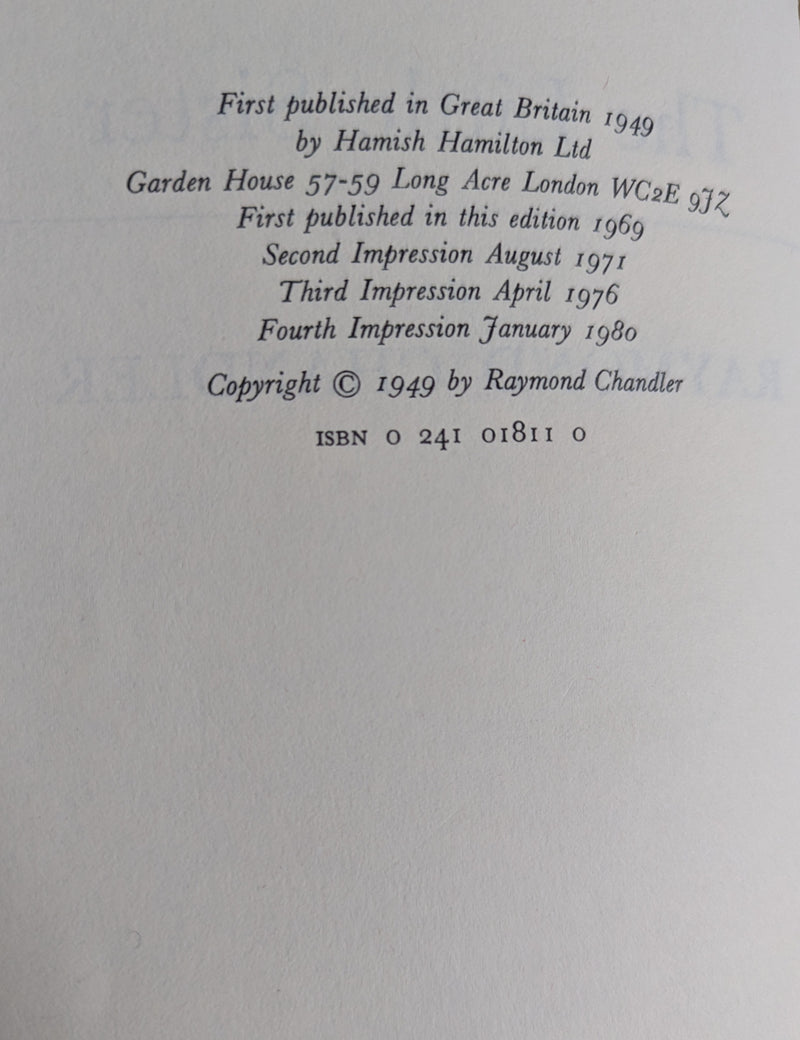 First published in Great Britain 1949
by Hamish Hamilton Ltd
Garden House 57-59 Long Acre London WC2E 9JZ
First published in this edition 1969
Second Impression August 1971
Third Impression April 1976
Fourth Impression January 1980
Copyright © 1949 by Raymond Chandler
ISBN 0 241 01811 0